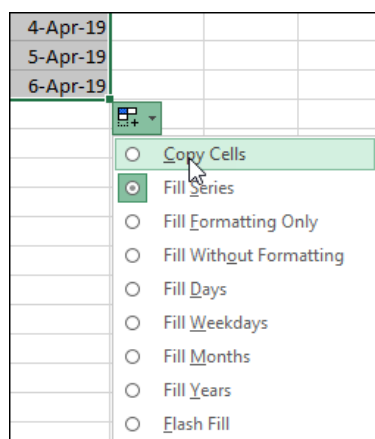 4-Apr-19
5-Apr-19
6-Apr-19
Copy Cells
Fill Series
Fill Formatting Only
Fill Without Formatting
Fill Days
Fill Weekdays
Fill Months
Fill Years
Flash Fill